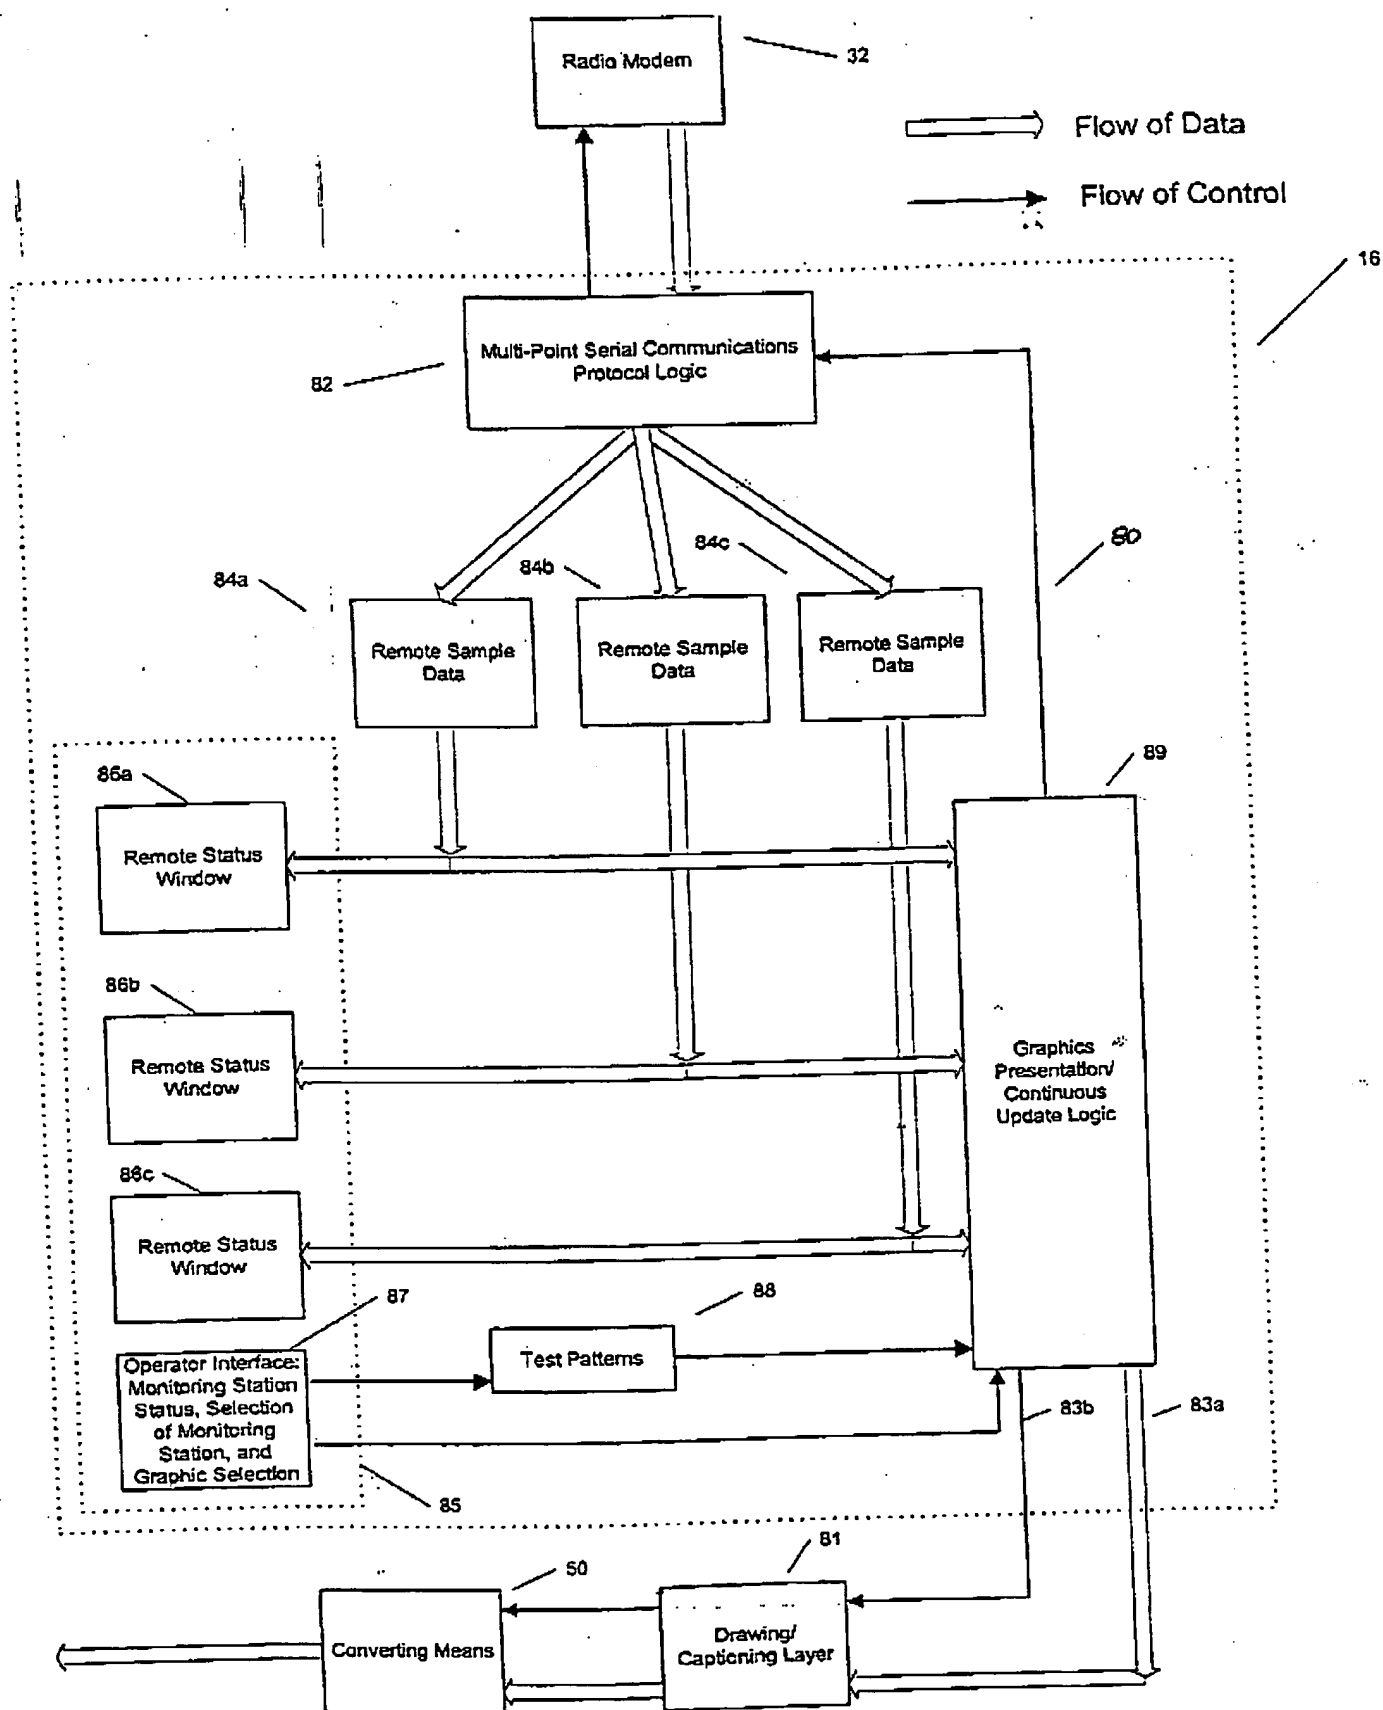 Radio Modem
32
Flow of Data
Flow of Control
16
Multi-Point Serial Communications
Protocol Logic
82
80
84a
84b
84c
Remote Sample
Data
Remote Sample
Data
Remote Sample
Data
86a
89
Remote Status
Window
86b
Remote Status
Window
Graphics
Presentation/
Continuous
Update Logic
86c
Remote Status
Window
87
88
Operator Interface:
Monitoring Station
Status, Selection
of Monitoring
Station, and
Graphic Selection
Test Patterns
83b
83a
85
81
50
Converting Means
Drawing/
Captioning Layer